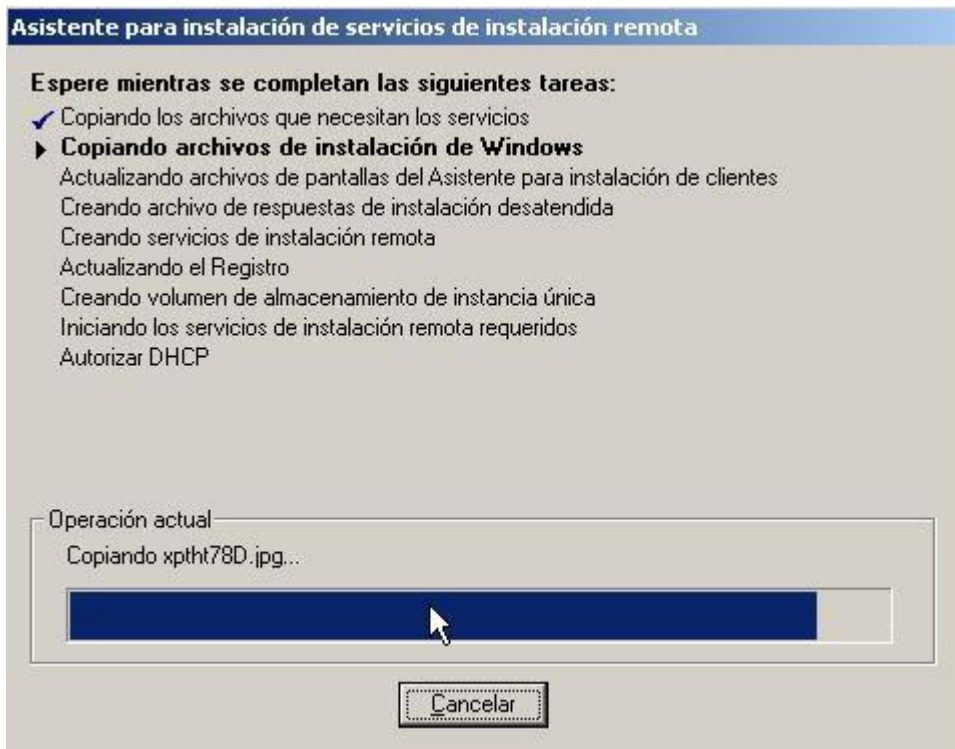 Asistente para instalación de servicios de instalación remota
Espere mientras se completan las siguientes tareas:
Copiando los archivos que necesitan los servicios
Copiando archivos de instalación de Windows
Actualizando archivos de pantallas del Asistente para instalación de clientes
Creando archivo de respuestas de instalación desatendida
Creando servicios de instalación remota
Actualizando el Registro
Creando volumen de almacenamiento de instancia única
Iniciando los servicios de instalación remota requeridos
Autorizar DHCP
Operación actual
Copiando xptht78D.jpg...
Cancelar